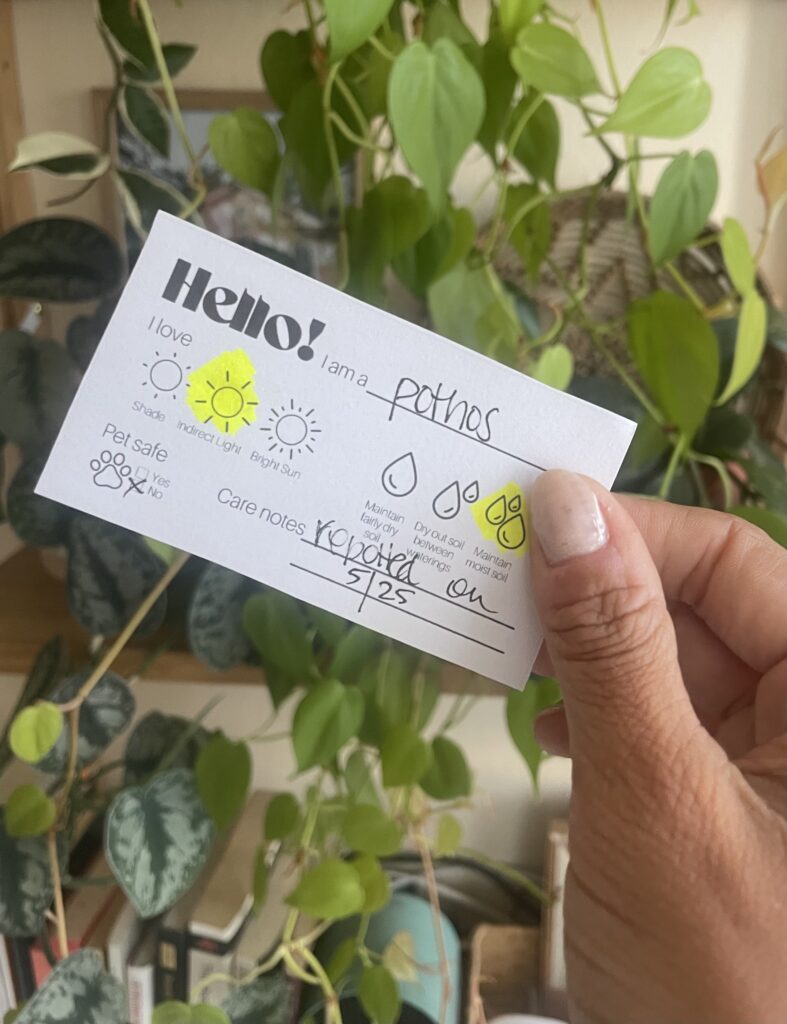 Hello!
I am a pothos
I love
Shade
Indirect Light
Bright Sun
Maintain
fairly dry
soil
Dry out soil
between
waterings
Maintain
moist soil
Pet safe
Yes
No
Care notes repotted on
5/25